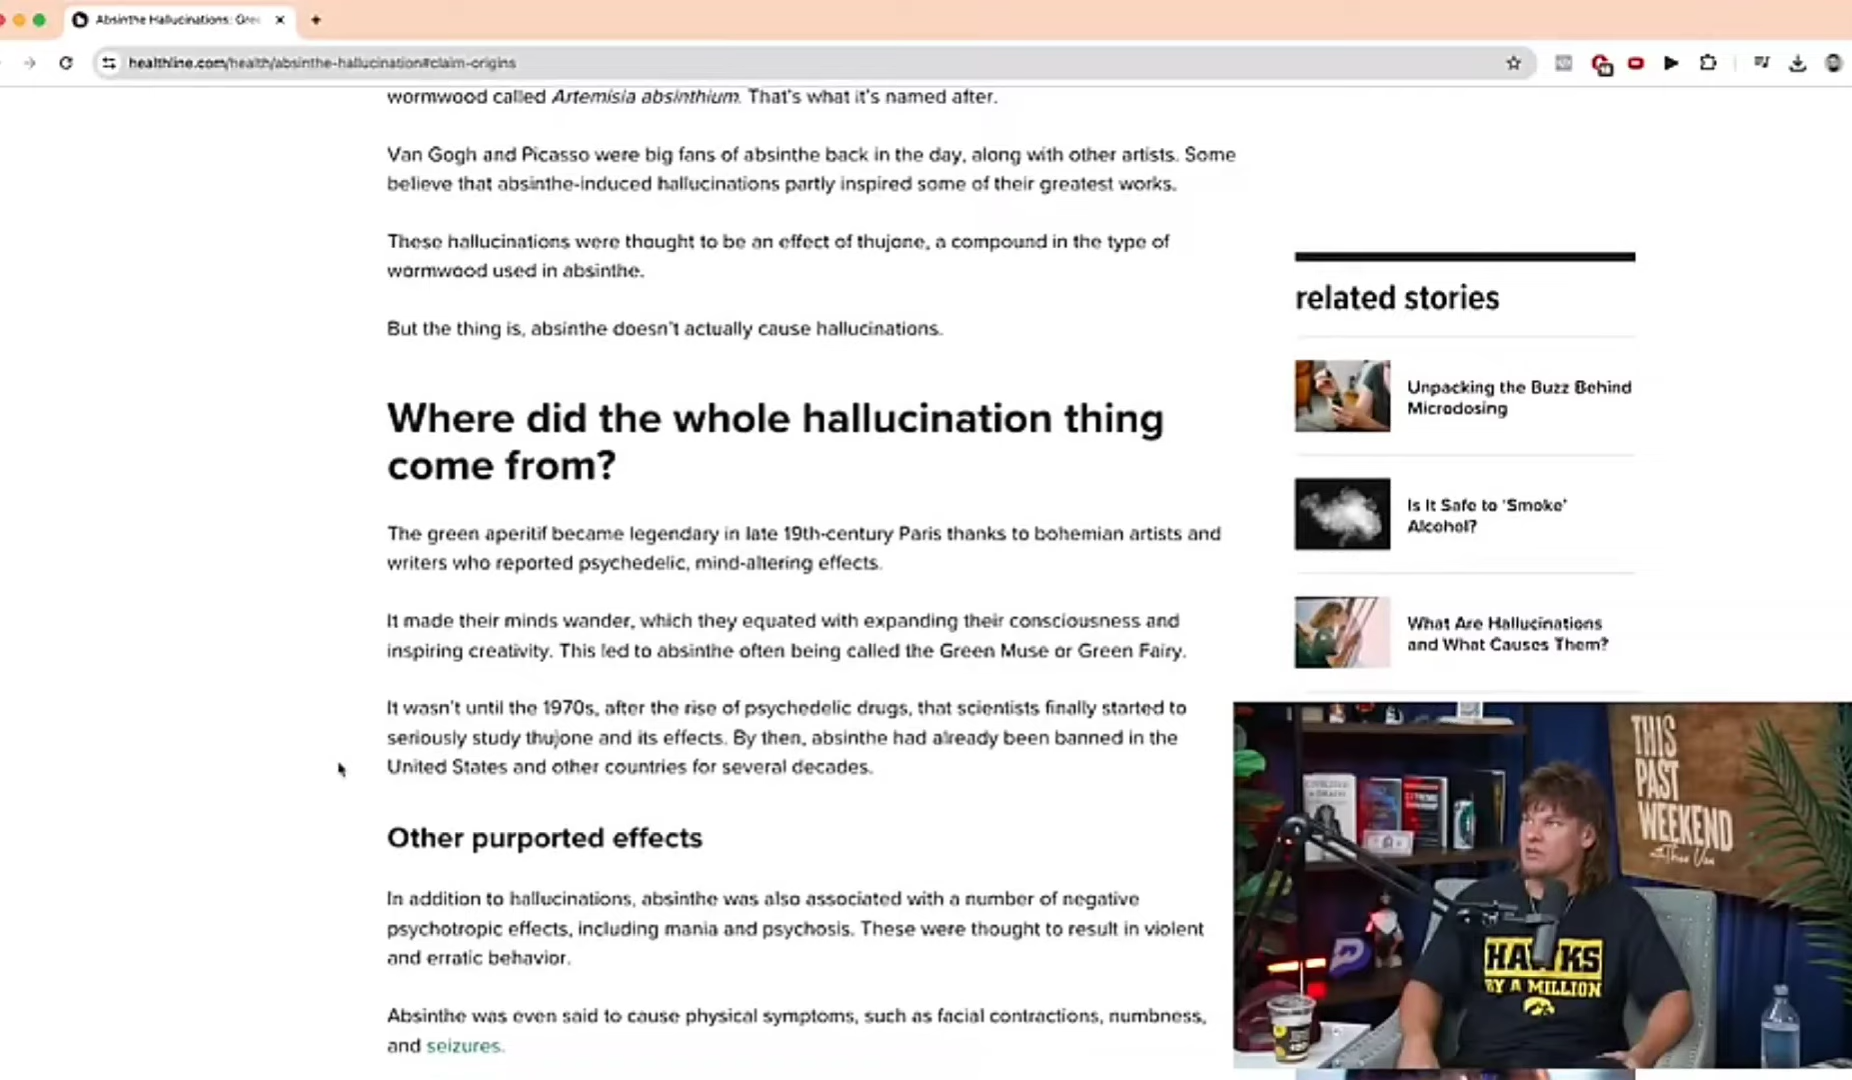 Absinthe Hallucinations: Gree
healthline.com/health/absinthe-hallucination#claim-origins
wormwood called Artemisia absinthium. That's what it's named after.
Van Gogh and Picasso were big fans of absinthe back in the day, along with other artists. Some
believe that absinthe-induced hallucinations partly inspired some of their greatest works.
These hallucinations were thought to be an effect of thujone, a compound in the type of
wormwood used in absinthe.
But the thing is, absinthe doesn't actually cause hallucinations.
Where did the whole hallucination thing
come from?
The green aperitif became legendary in late 19th-century Paris thanks to bohemian artists and
writers who reported psychedelic, mind-altering effects.
It made their minds wander, which they equated with expanding their consciousness and
inspiring creativity. This led to absinthe often being called the Green Muse or Green Fairy.
It wasn't until the 1970s, after the rise of psychedelic drugs, that scientists finally started to
seriously study thujone and its effects. By then, absinthe had already been banned in the
United States and other countries for several decades.
Other purported effects
In addition to hallucinations, absinthe was also associated with a number of negative
psychotropic effects, including mania and psychosis. These were thought to result in violent
and erratic behavior.
Absinthe was even said to cause physical symptoms, such as facial contractions, numbness,
and seizures.
related stories
Unpacking the Buzz Behind
Microdosing
Is It Safe to 'Smoke'
Alcohol?
What Are Hallucinations
and What Causes Them?
THIS
PAST
WEEKEND
with Theo Von
HAWKS
BY A MILLION